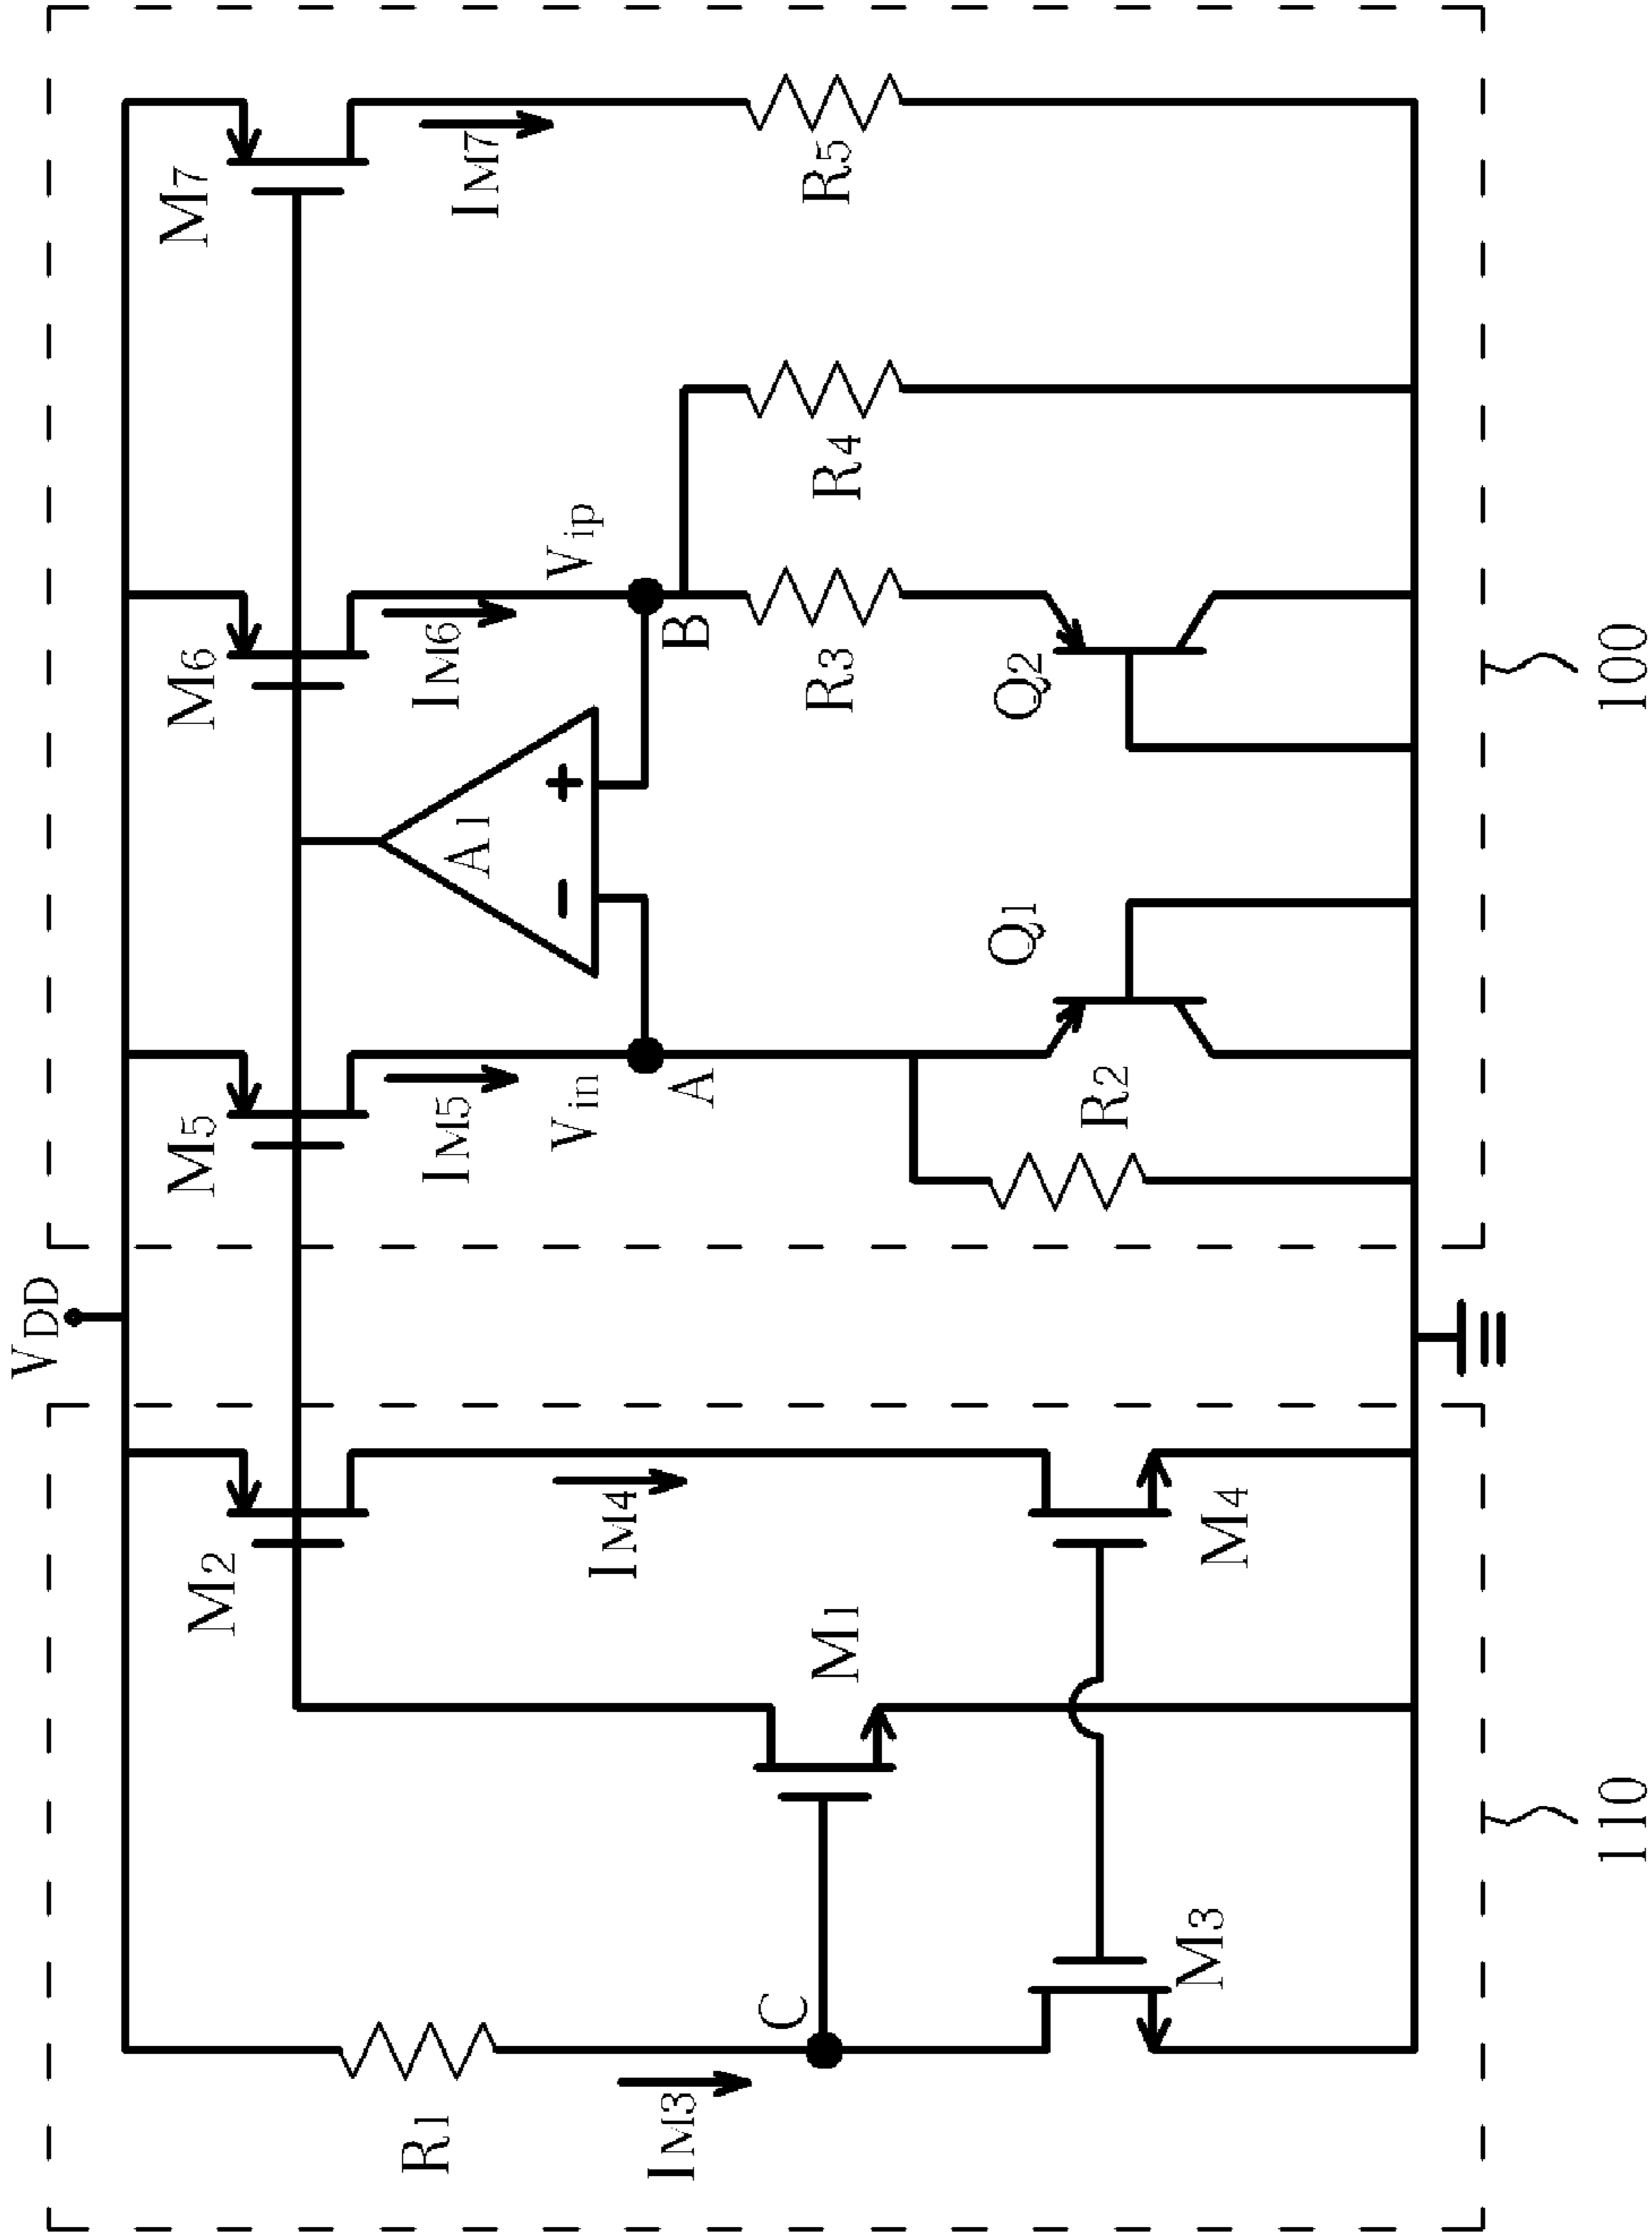 VDD
M2
M5
M6
M7
R1
IM3
C
M1
IM4
IM5
Vin
A
A1
−
+
IM6
Vip
B
IM7
M3
M4
R2
Q1
Q2
R3
R4
R5
110
100